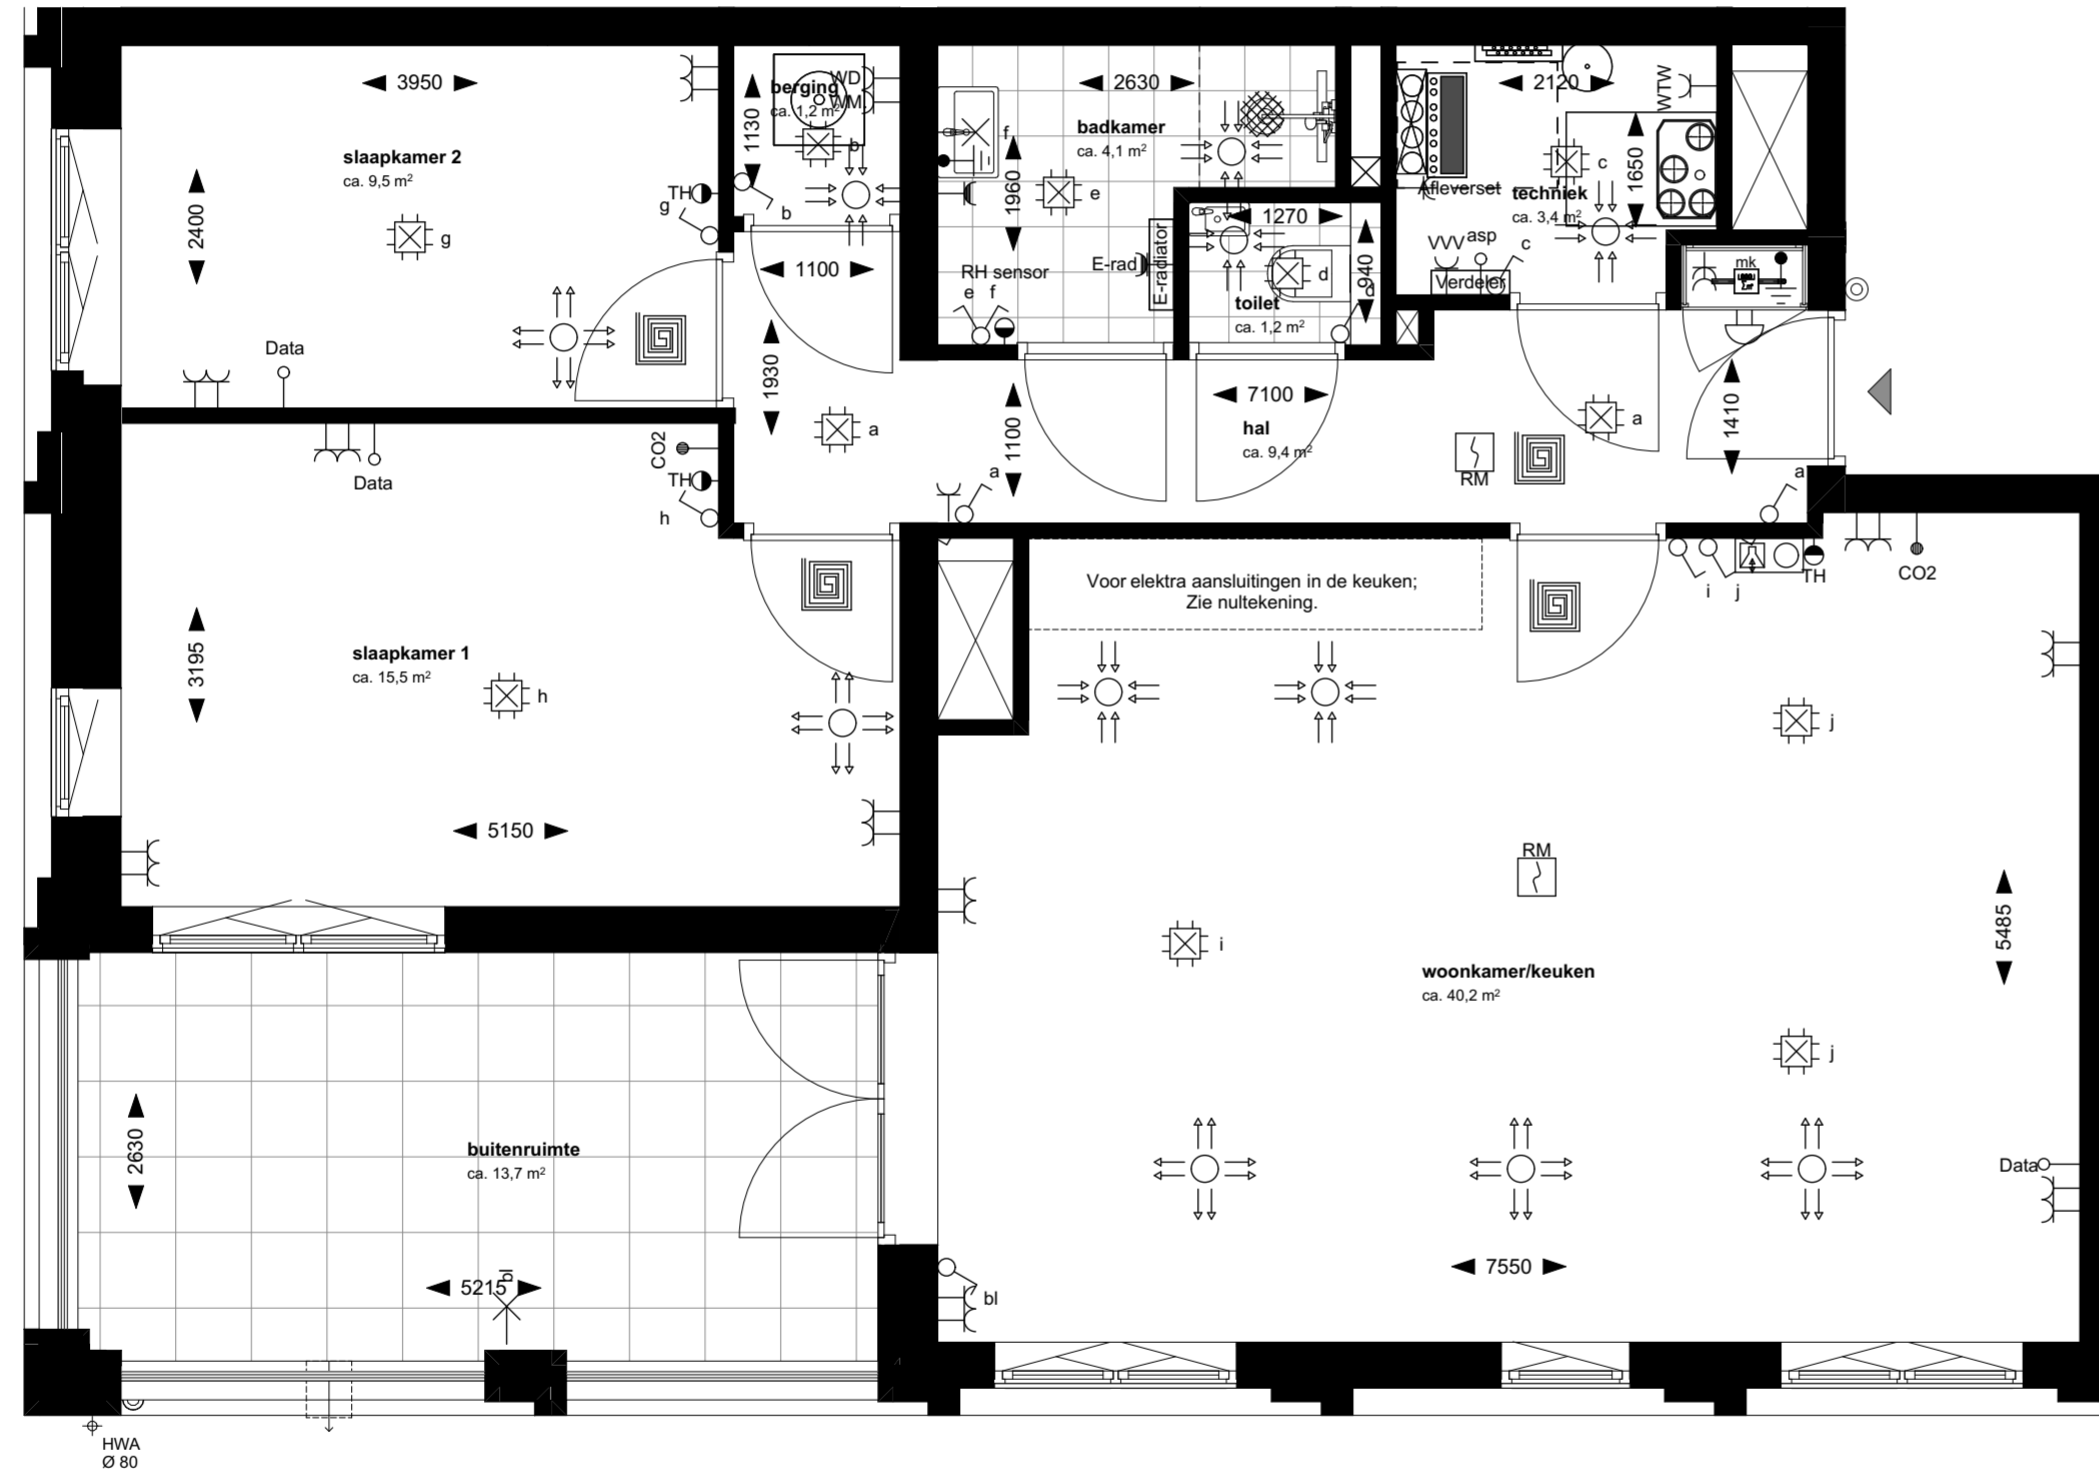 3950
slaapkamer 2
ca. 9,5 m²
2400
g
TH
g
Data
berging
ca. 1,2 m²
WD
WM
1130
b
b
1100
1930
2630
badkamer
ca. 4,1 m²
f
1960
e
RH sensor
e f
E-rad
E-radiator
1270
d
940
d
toilet
ca. 1,2 m²
2120
WTW
c
1650
Afleverset
techniek
ca. 3,4 m²
VVV
asp
c
Verdeler
mk
CO2
TH
h
Data
a
1100
a
7100
hal
ca. 9,4 m²
RM
a
1410
a
slaapkamer 1
ca. 15,5 m²
3195
h
5150
Voor elektra aansluitingen in de keuken;
Zie nultekening.
i
j
TH
CO2
j
RM
i
woonkamer/keuken
ca. 40,2 m²
5485
j
Data
7550
bl
buitenruimte
ca. 13,7 m²
2630
5215
bl
HWA
Ø 80